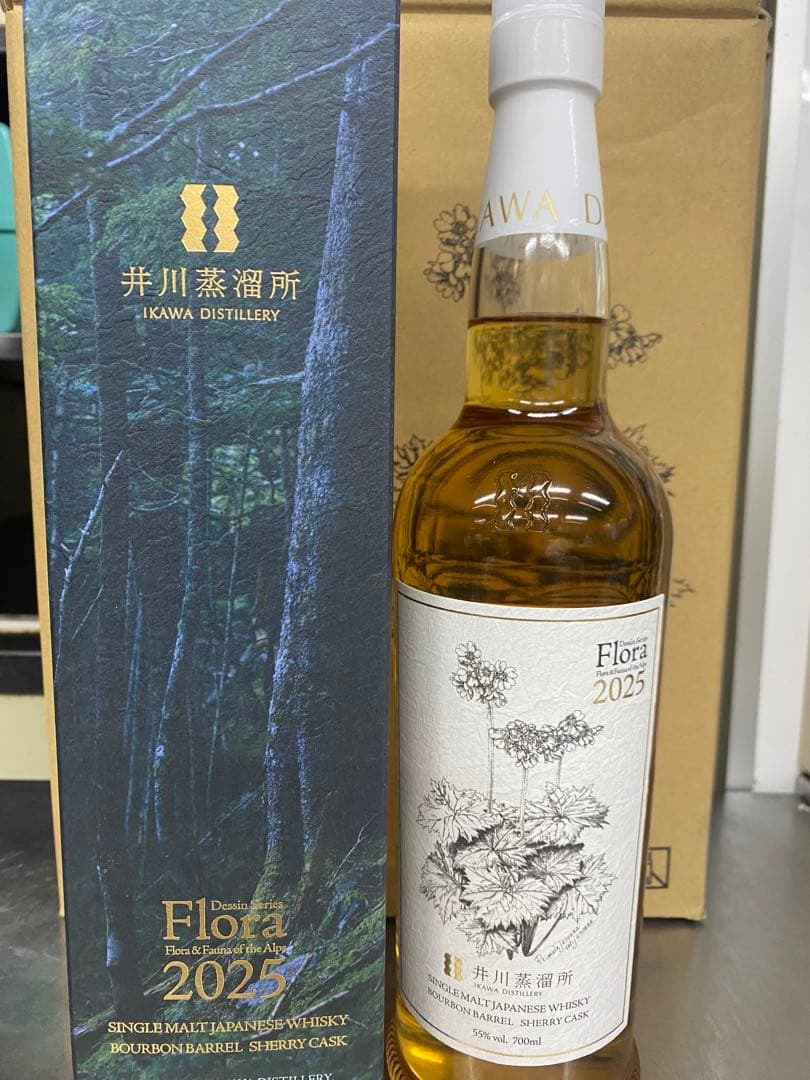 井川蒸溜所
IKAWA DISTILLERY
Dessin Series
Flora
Flora & Fauna of the Alps
2025
SINGLE MALT JAPANESE WHISKY
BOURBON BARREL SHERRY CASK
DISTILLERY,
AWA D
Dessin Series
Flora
Flora & Fauna of the Alps
2025
井川蒸溜所
IKAWA DISTILLERY
SINGLE MALT JAPANESE WHISKY
BOURBON BARREL SHERRY CASK
55% vol. 700ml